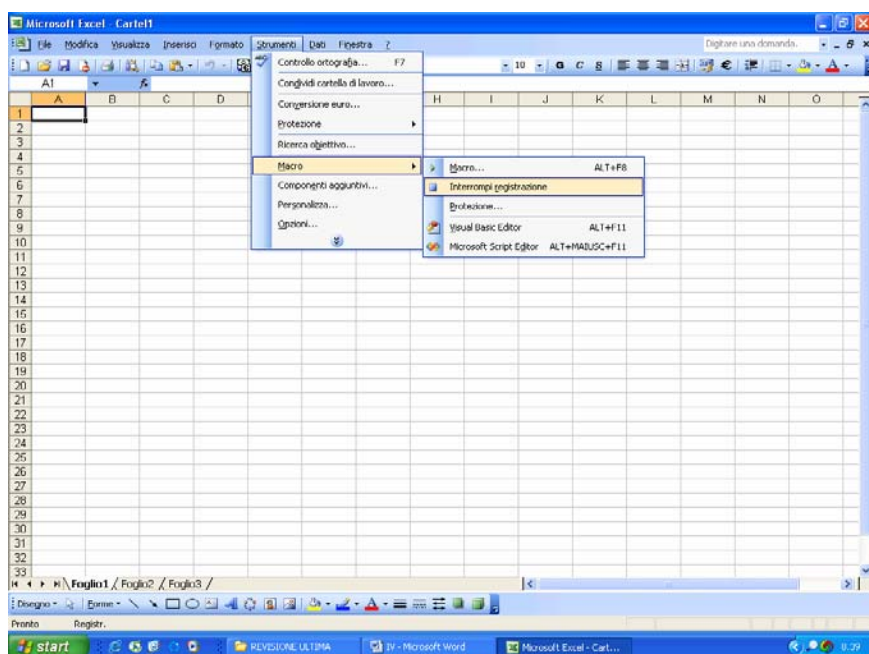 Microsoft Excel - Cartel1
File Modifica Visualizza Inserisci Formato Strumenti Dati Finestra ? Digitare una domanda.
10 G C S
A1 fx
A B C D H I J K L M N O
Controllo ortografia... F7
Condividi cartella di lavoro...
Conversione euro...
Protezione
Ricerca obiettivo...
Macro
Componenti aggiuntivi...
Personalizza...
Opzioni...
Macro... ALT+F8
Interrompi registrazione
Protezione...
Visual Basic Editor ALT+F11
Microsoft Script Editor ALT+MAIUSC+F11
1
2
3
4
5
6
7
8
9
10
11
12
13
14
15
16
17
18
19
20
21
22
23
24
25
26
27
28
29
30
31
32
33
Foglio1 / Foglio2 / Foglio3 /
Disegno Forme
Pronto Registr.
start REVISIONE ULTIMA IV - Microsoft Word Microsoft Excel - Cart... 8.09